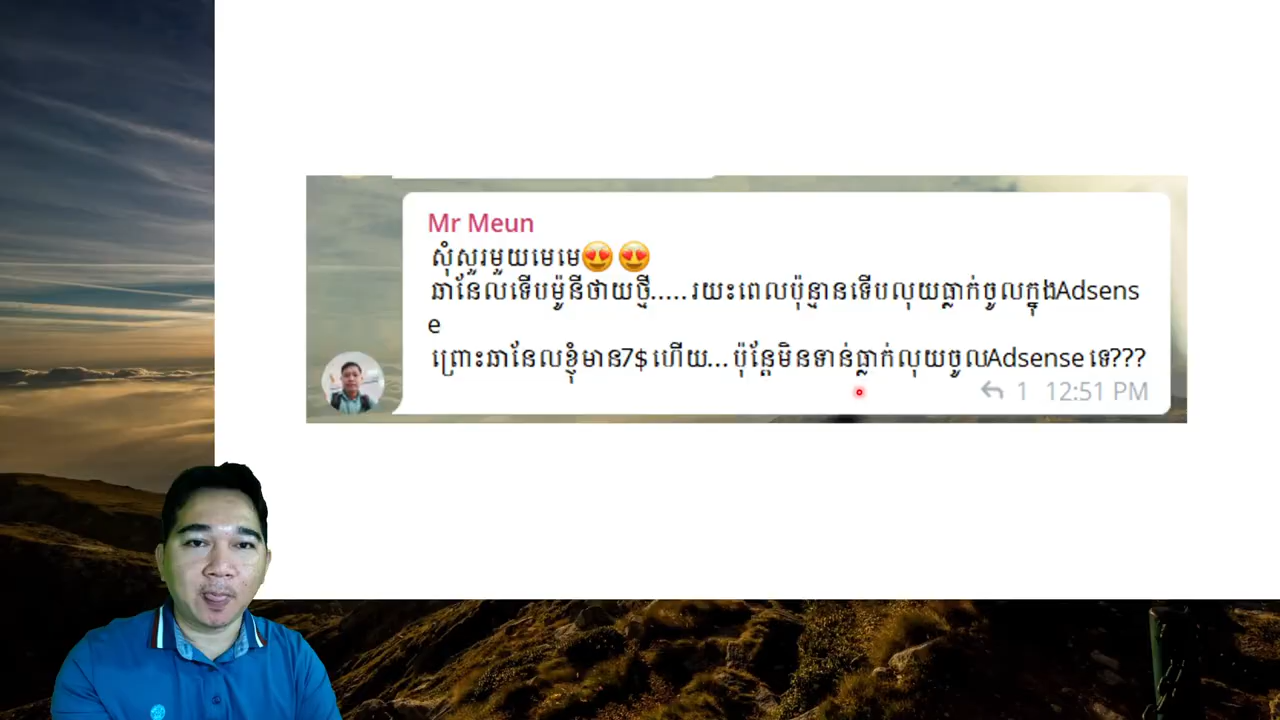 Mr Meun
សុំសួរមួយមេមេ😍😍
ឆានែលទើបម៉ូនីថាយថ្មី.....រយះពេលប៉ុន្មានទើបលុយធ្លាក់ចូលក្នុងAdsens
e
ព្រោះឆានែលខ្ញុំមាន7$ ហើយ... ប៉ុន្តែមិនទាន់ធ្លាក់លុយចូលAdsense ទេ???
1 12:51 PM